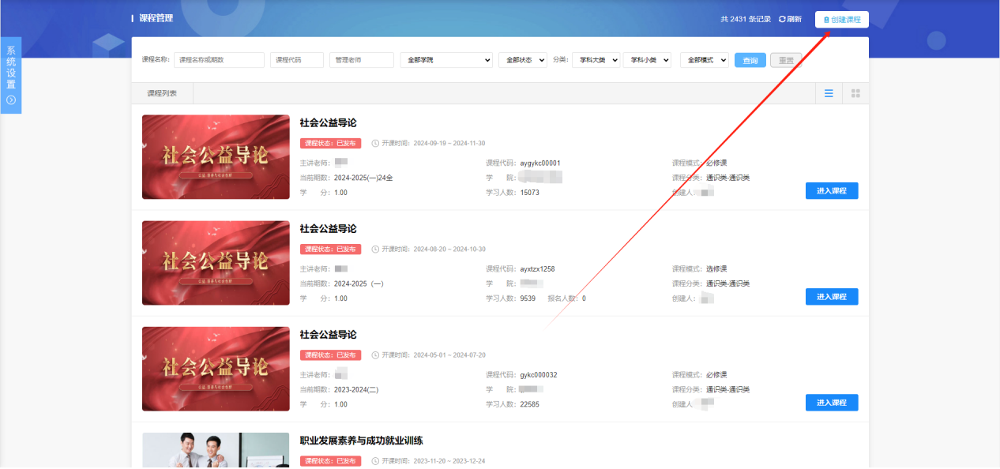 课程管理
共 2431 条记录 刷新 创建课程
系统设置
课程名称: 课程名称或期数 课程代码 管理老师 全部学院 全部状态 分类: 学科大类 学科小类 全部模式 查询 重置
课程列表
社会公益导论
社会公益导论
课程状态：已发布 开课时间：2024-09-19 ~ 2024-11-30
主讲老师： 课程代码：aygykc00001 课程模式：必修课
当前期数：2024-2025(一)24全 学 院： 课程分类：通识类-通识类
学 分：1.00 学习人数：15073 创建人：
进入课程
社会公益导论
社会公益导论
课程状态：已发布 开课时间：2024-08-20 ~ 2024-10-30
主讲老师： 课程代码：ayxtzx1258 课程模式：选修课
当前期数：2024-2025（一） 学 院： 课程分类：通识类-通识类
学 分：1.00 学习人数：9539 报名人数：0 创建人：
进入课程
社会公益导论
社会公益导论
课程状态：已发布 开课时间：2024-05-01 ~ 2024-07-20
主讲老师： 课程代码：gykc000032 课程模式：必修课
当前期数：2023-2024(二) 学 院： 课程分类：通识类-通识类
学 分：1.00 学习人数：22585 创建人
进入课程
职业发展素养与成功就业训练
课程状态：已发布 开课时间：2023-11-20 ~ 2023-12-24